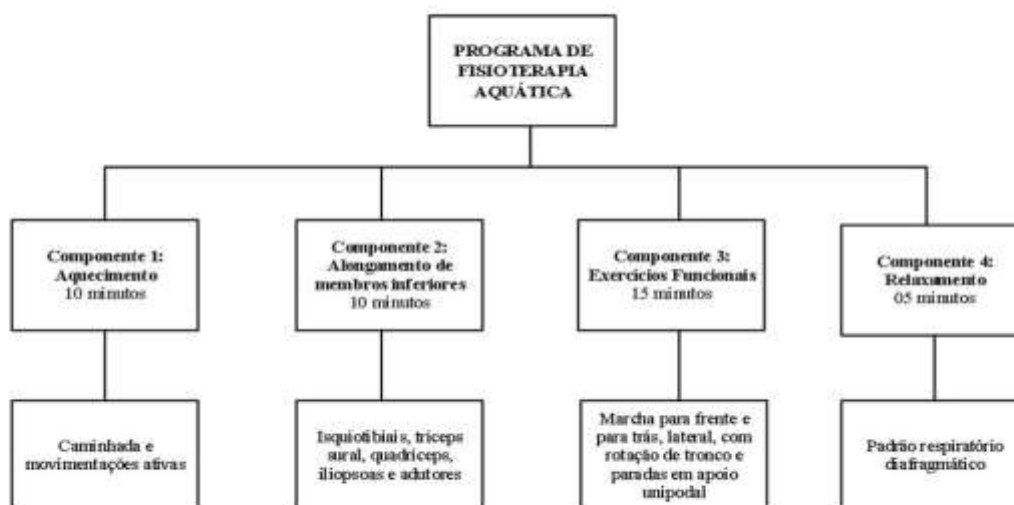 PROGRAMA DE
FISIOTERAPIA
AQUÁTICA
Componente 1:
Aquecimento
10 minutos
Componente 2:
Alongamento de
membros inferiores
10 minutos
Componente 3:
Exercícios Funcionais
15 minutos
Componente 4:
Relaxamento
05 minutos
Caminhada e
movimentações ativas
Isquiotibiais, tríceps
sural, quadríceps,
iliopsoas e adutores
Marcha para frente e
para trás, lateral, com
rotação de tronco e
paradas em apoio
unipodal
Padrão respiratório
diafragmático